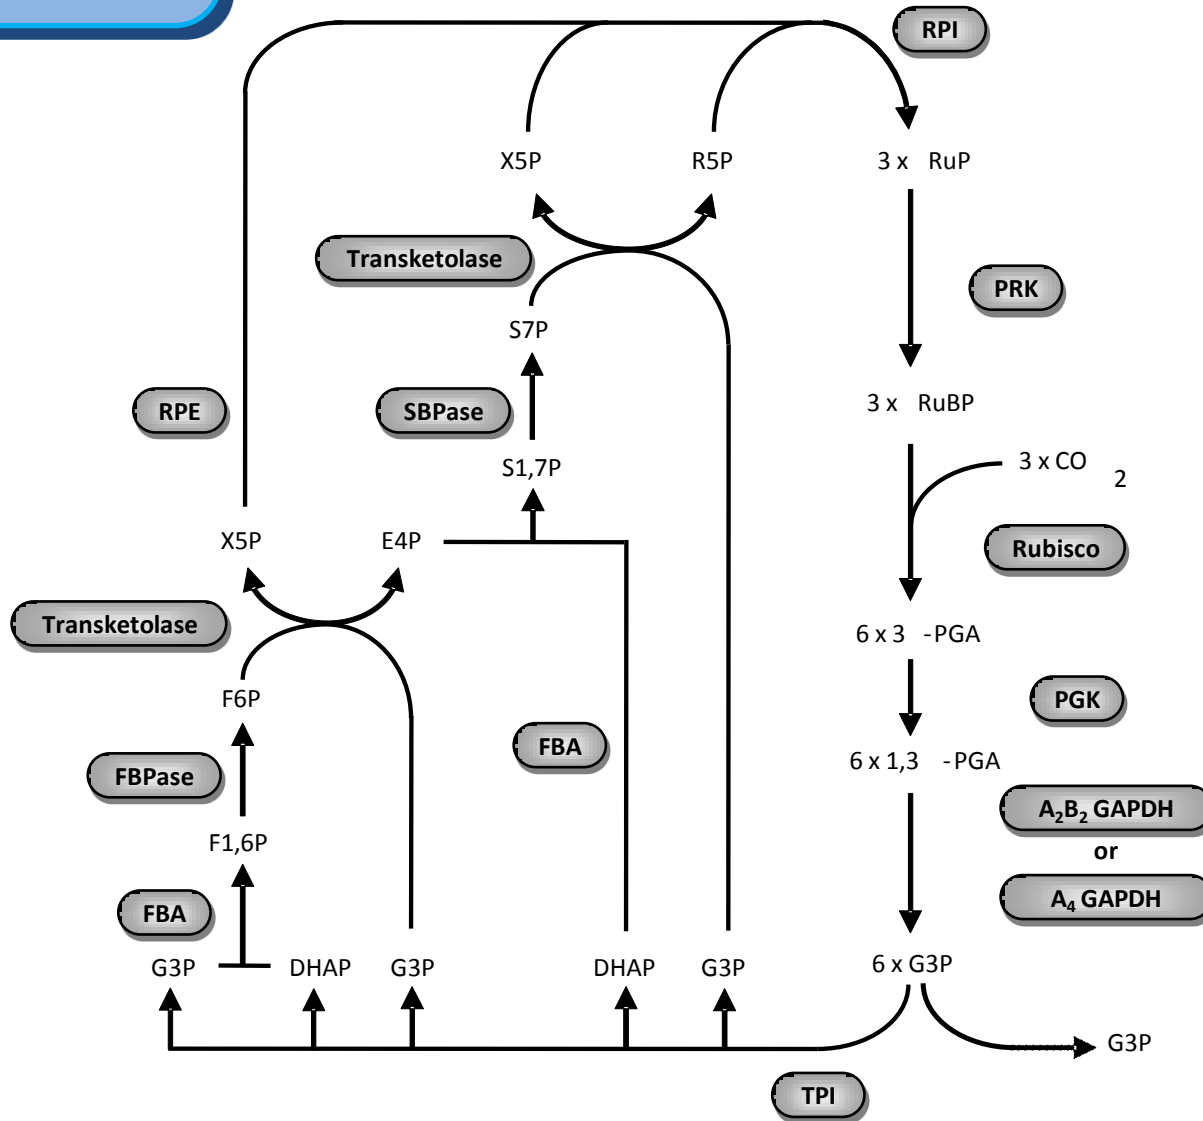 RPI
X5P R5P 3 x RuP
Transketolase
PRK
S7P
RPE SBPase 3 x RuBP
S1,7P 3 x CO 2
X5P E4P Rubisco
Transketolase 6 x 3 -PGA
F6P PGK
FBA
FBPase 6 x 1,3 -PGA
A₂B₂ GAPDH
F1,6P or
A₄ GAPDH
FBA
G3P DHAP G3P DHAP G3P 6 x G3P
G3P
TPI